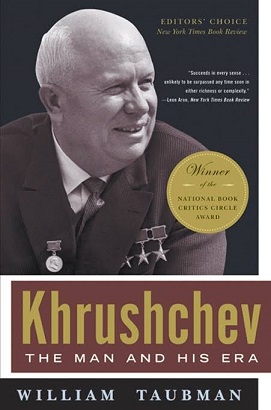 EDITORS' CHOICE
New York Times Book Review
"Succeeds in every sense . . .
unlikely to be surpassed any time soon in
either richness or complexity."
—Leon Aron, New York Times Book Review
Winner
of the
NATIONAL BOOK
CRITICS CIRCLE
AWARD
Khrushchev
THE MAN AND HIS ERA
WILLIAM TAUBMAN